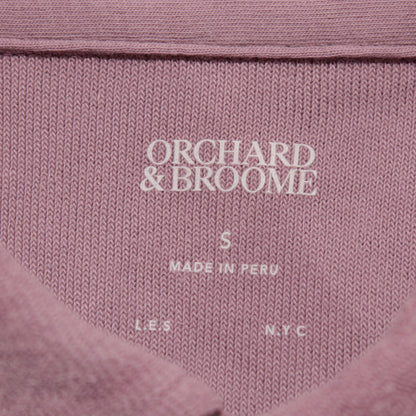 ORCHARD
& BROOME
S
MADE IN PERU
L.E.S N.Y C